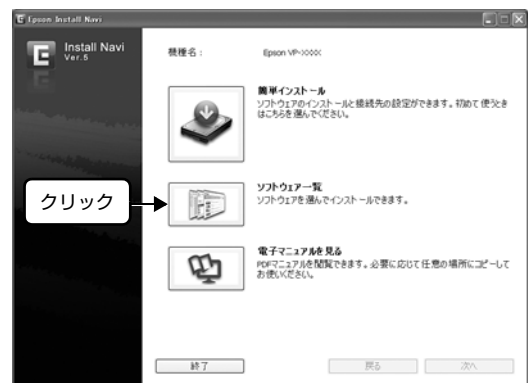 Epson Install Navi
Install Navi
Ver.5
機種名：
Epson VP-XXXX
簡単インストール
ソフトウェアのインストールと接続先の設定ができます。初めて使うとき
はこちらを選んでください。
クリック
ソフトウェア一覧
ソフトウェアを選んでインストールできます。
電子マニュアルを見る
PDFマニュアルを閲覧できます。必要に応じて任意の場所にコピーして
お使いください。
終了
戻る
次へ